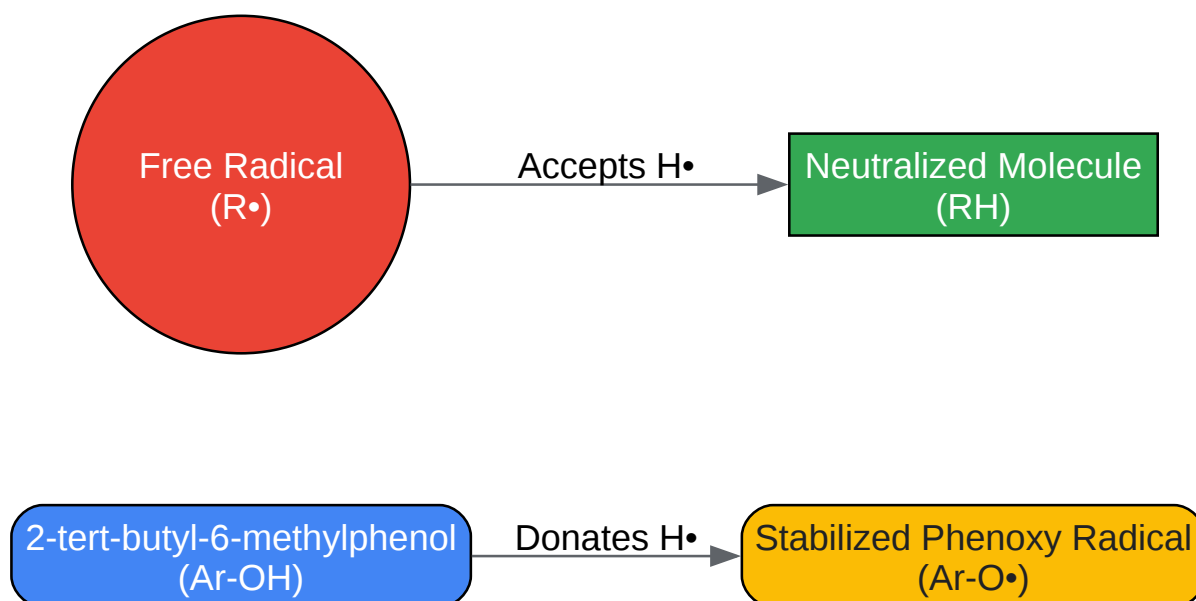 Free Radical
(R•)
Accepts H•
Neutralized Molecule
(RH)
2-tert-butyl-6-methylphenol
(Ar-OH)
Donates H•
Stabilized Phenoxy Radical
(Ar-O•)